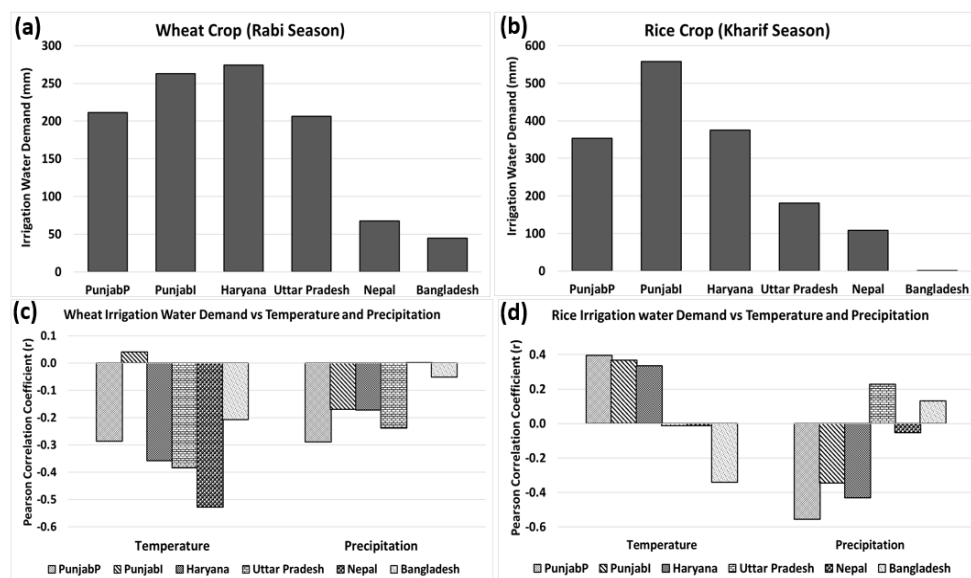 (a)
Wheat Crop (Rabi Season)
Irrigation Water Demand (mm)
300
250
200
150
100
50
0
PunjabP PunjabI Haryana Uttar Pradesh Nepal Bangladesh
(b)
Rice Crop (Kharif Season)
Irrigation Water Demand (mm)
600
500
400
300
200
100
0
PunjabP PunjabI Haryana Uttar Pradesh Nepal Bangladesh
(c)
Wheat Irrigation Water Demand vs Temperature and Precipitation
Pearson Correlation Coefficient (r)
0.1
0.0
-0.1
-0.2
-0.3
-0.4
-0.5
-0.6
Temperature Precipitation
PunjabP PunjabI Haryana Uttar Pradesh Nepal Bangladesh
(d)
Rice Irrigation water Demand vs Temperature and Precipitation
Pearson Correlation Coefficient (r)
0.4
0.2
0.0
-0.2
-0.4
-0.6
Temperature Precipitation
PunjabP PunjabI Haryana Uttar Pradesh Nepal Bangladesh